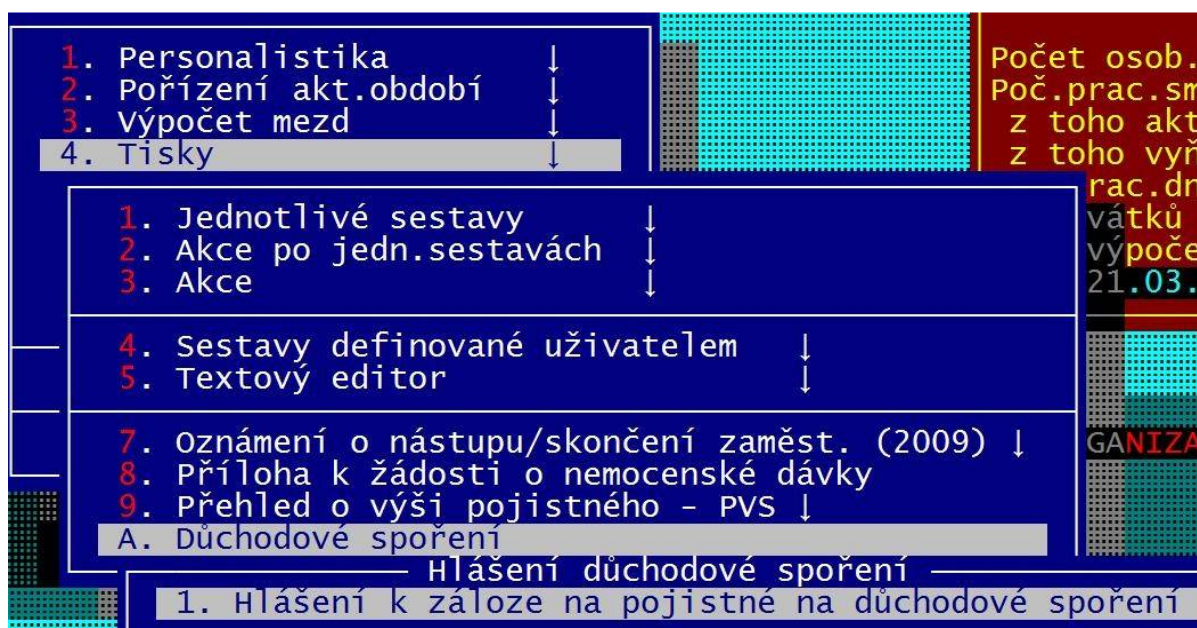 1. Personalistika ↓
2. Pořízení akt.období ↓
3. Výpočet mezd ↓
4. Tisky ↓
1. Jednotlivé sestavy ↓
2. Akce po jedn.sestavách ↓
3. Akce ↓
4. Sestavy definované uživatelem ↓
5. Textový editor ↓
7. Oznámení o nástupu/skončení zaměst. (2009) ↓
8. Příloha k žádosti o nemocenské dávky
9. Přehled o výši pojistného - PVS ↓
A. Důchodové spoření
Hlášení důchodové spoření
1. Hlášení k záloze na pojistné na důchodové spoření
Počet osob.
Poč.prac.sm
z toho akt
z toho vyň
rac.dn
vátků
výpoče
21.03.
GANIZA